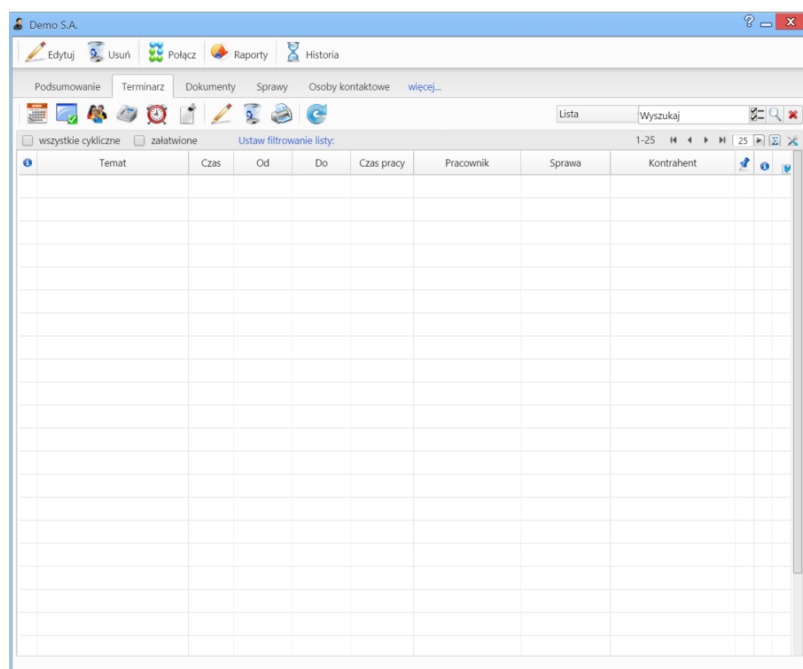 Demo S.A.
Edytuj Usuń Połącz Raporty Historia
Podsumowanie Terminarz Dokumenty Sprawy Osoby kontaktowe więcej...
Lista Wyszukaj
wszystkie cykliczne załatwione Ustaw filtrowanie listy: 1-25 25
Temat Czas Od Do Czas pracy Pracownik Sprawa Kontrahent